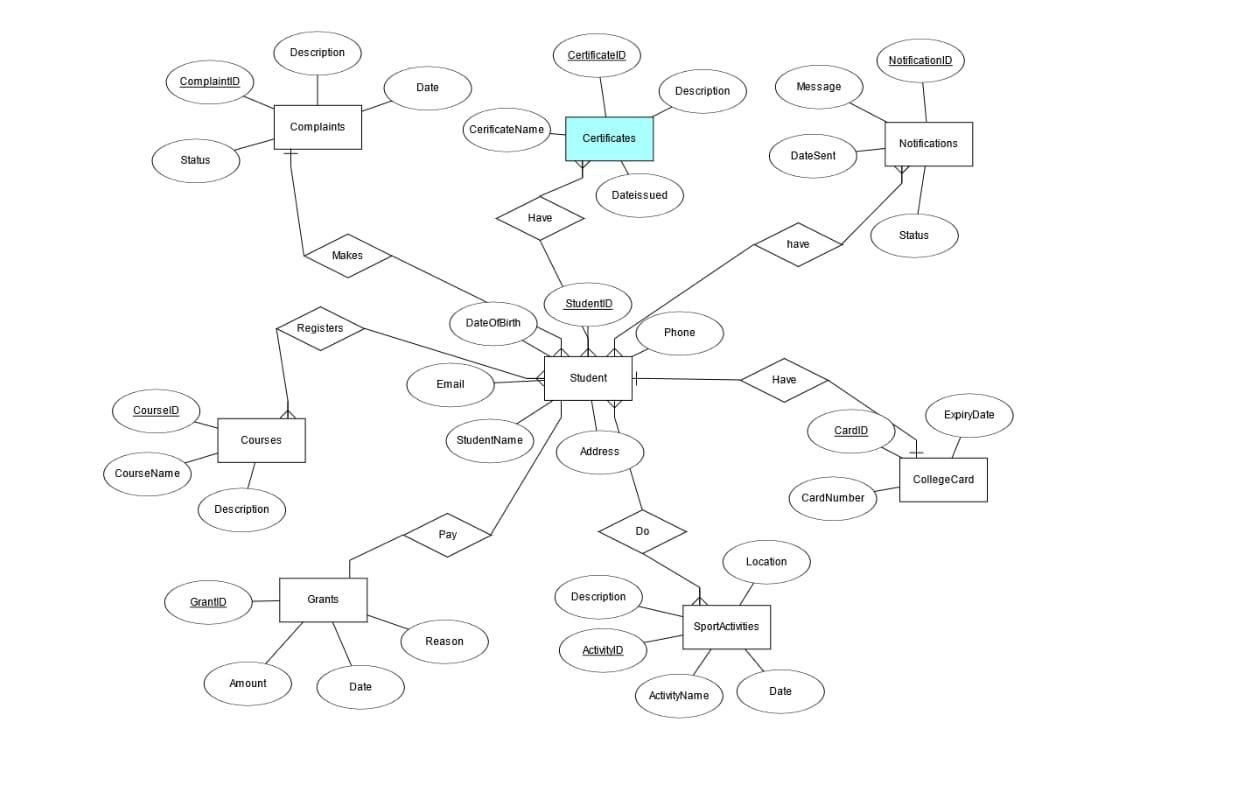 Description
CertificateID
NotificationID
ComplaintID
Date
Message
Description
Complaints
CerificateName
Certificates
Notifications
Status
DateSent
Dateissued
Have
Status
have
Makes
StudentID
DateOfBirth
Registers
Phone
Student
Email
Have
CourseID
ExpiryDate
CardID
Courses
StudentName
Address
CourseName
CollegeCard
CardNumber
Description
Pay
Do
Location
GrantID
Grants
Description
SportActivities
Reason
ActivityID
Amount
Date
ActivityName
Date